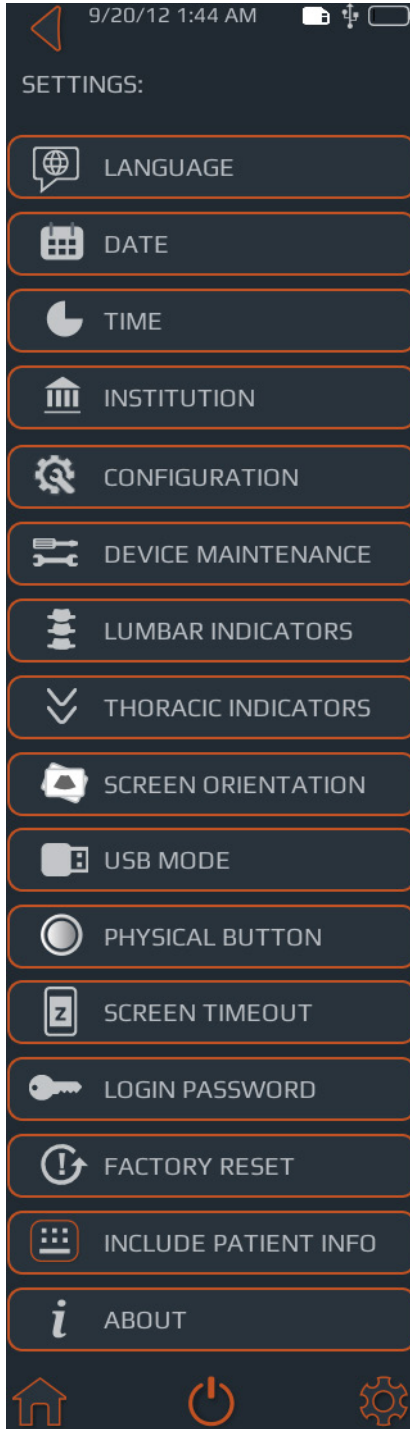 9/20/12 1:44 AM
SETTINGS:
LANGUAGE
DATE
TIME
INSTITUTION
CONFIGURATION
DEVICE MAINTENANCE
LUMBAR INDICATORS
THORACIC INDICATORS
SCREEN ORIENTATION
USB MODE
PHYSICAL BUTTON
Z SCREEN TIMEOUT
LOGIN PASSWORD
FACTORY RESET
INCLUDE PATIENT INFO
i ABOUT